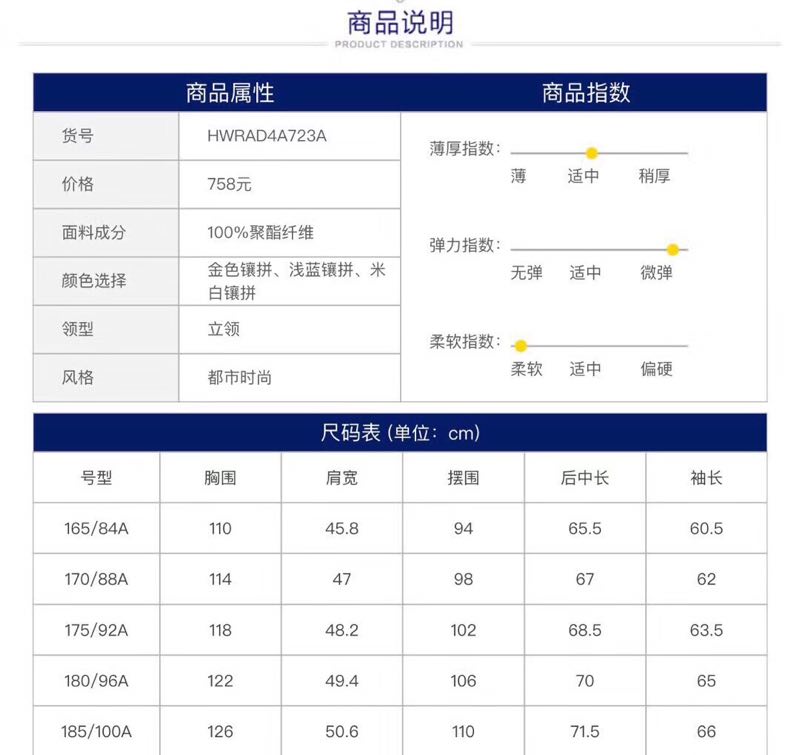 商品说明
PRODUCT DESCRIPTION
商品属性 商品指数
货号 HWRAD4A723A
价格 758元
面料成分 100%聚酯纤维
颜色选择 金色镶拼、浅蓝镶拼、米
白镶拼
领型 立领
风格 都市时尚
薄厚指数：
薄 适中 稍厚
弹力指数：
无弹 适中 微弹
柔软指数：
柔软 适中 偏硬
尺码表 (单位：cm)
号型 胸围 肩宽 摆围 后中长 袖长
165/84A 110 45.8 94 65.5 60.5
170/88A 114 47 98 67 62
175/92A 118 48.2 102 68.5 63.5
180/96A 122 49.4 106 70 65
185/100A 126 50.6 110 71.5 66